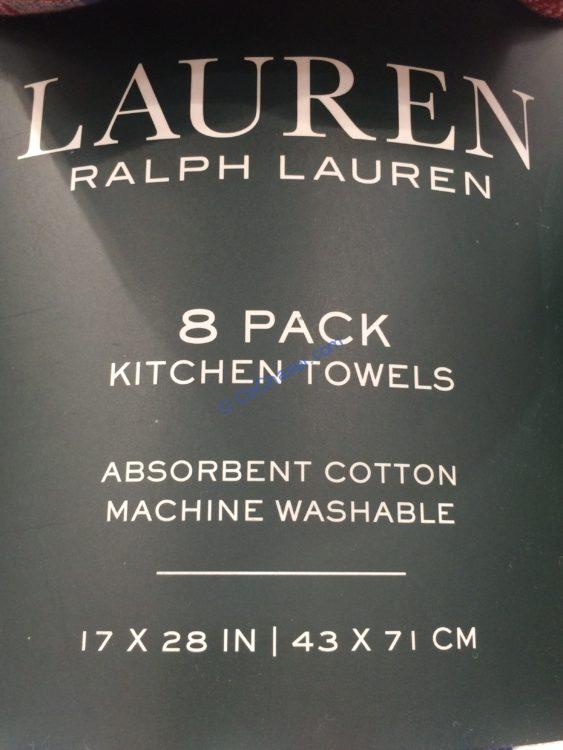 LAUREN
RALPH LAUREN
8 PACK
KITCHEN TOWELS
ABSORBENT COTTON
MACHINE WASHABLE
17 X 28 IN | 43 X 71 CM